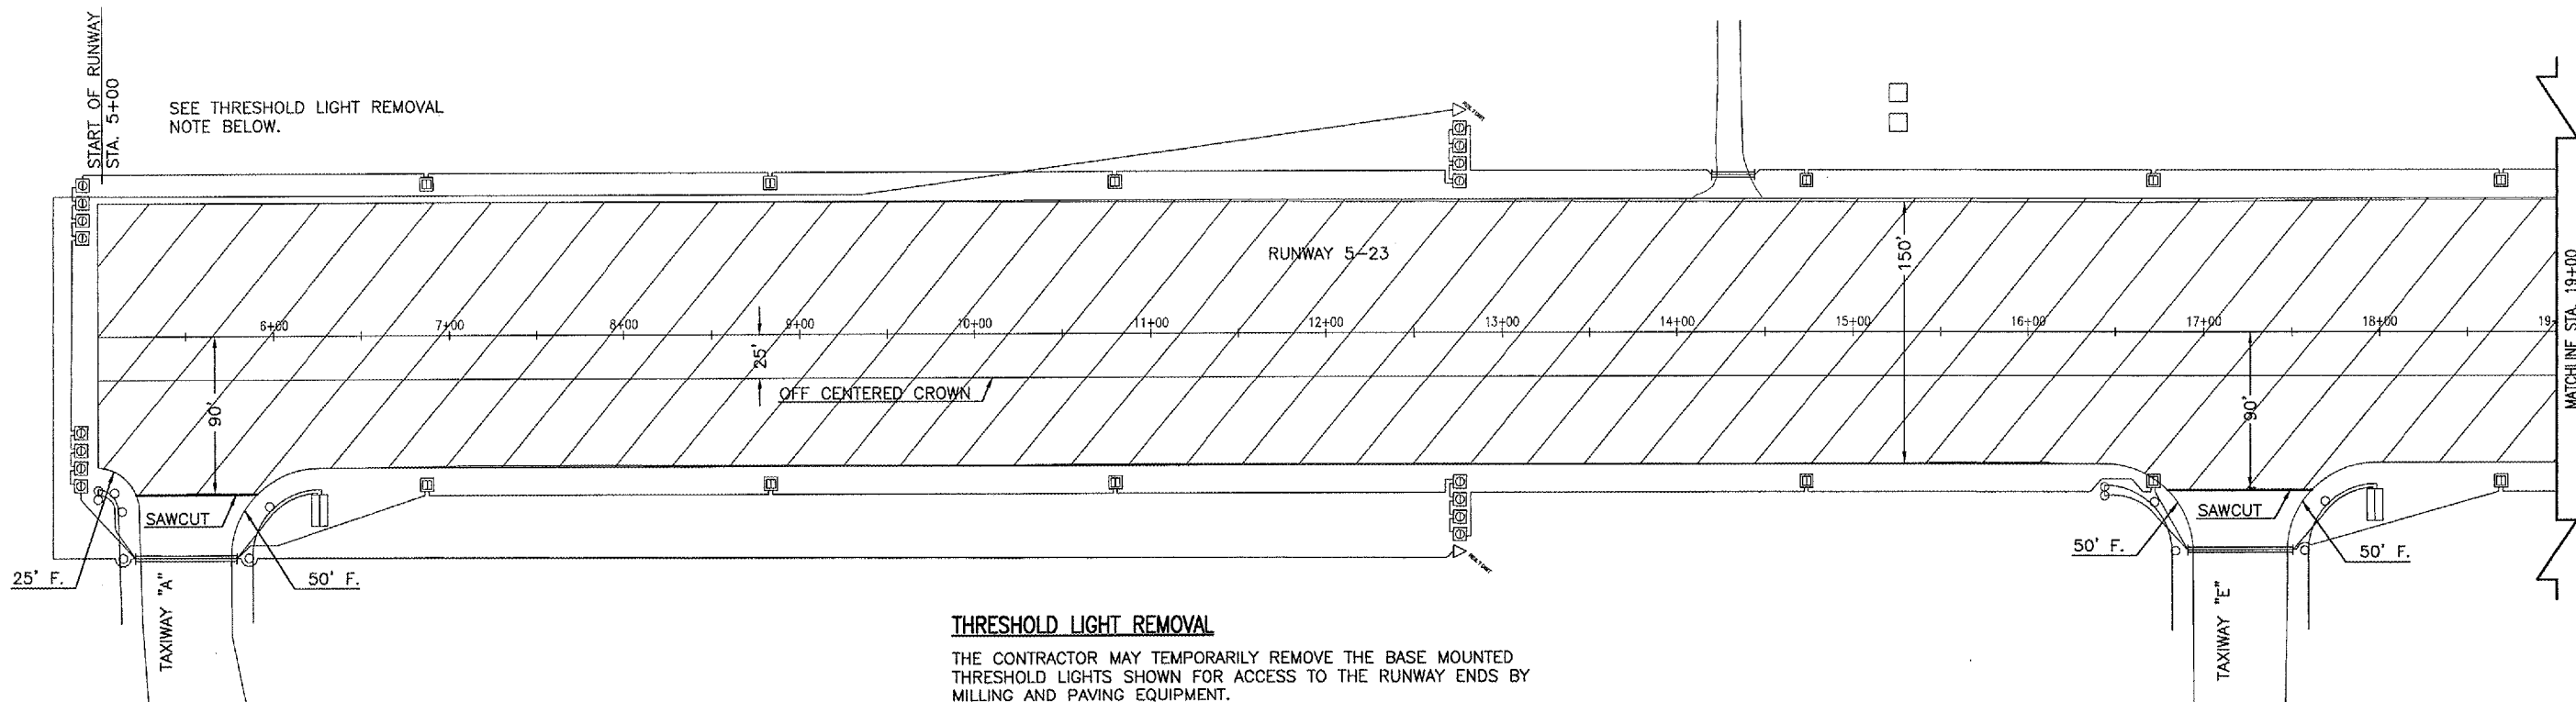 START OF RUNWAY
STA. 5+00
SEE THRESHOLD LIGHT REMOVAL
NOTE BELOW.
RUNWAY 5-23
150'
MATCHLINE STA. 19+00
6+00
7+00
8+00
9+00
10+00
11+00
12+00
13+00
14+00
15+00
16+00
17+00
18+00
19+
25'
OFF CENTERED CROWN
90'
90'
SAWCUT
SAWCUT
25' F.
50' F.
50' F.
50' F.
TAXIWAY "A"
TAXIWAY "E"
THRESHOLD LIGHT REMOVAL
THE CONTRACTOR MAY TEMPORARILY REMOVE THE BASE MOUNTED
THRESHOLD LIGHTS SHOWN FOR ACCESS TO THE RUNWAY ENDS BY
MILLING AND PAVING EQUIPMENT.